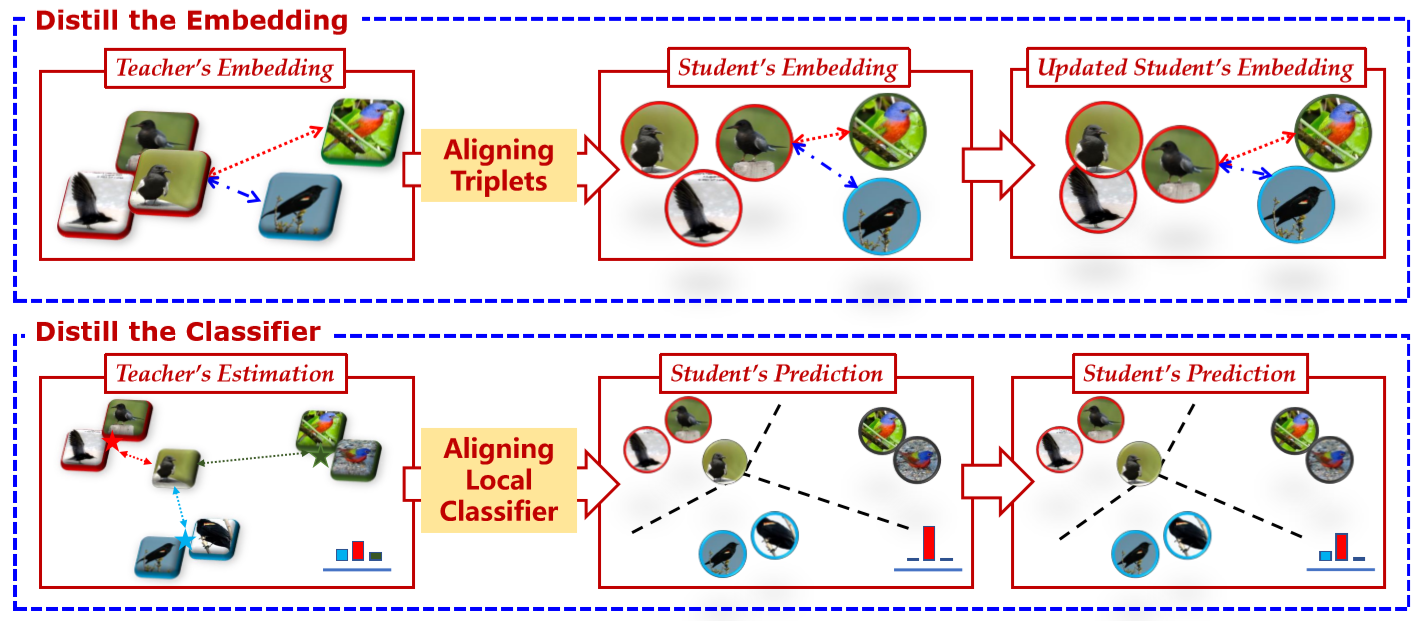 Distill the Embedding
Teacher's Embedding
Student's Embedding
Updated Student's Embedding
Aligning
Triplets
Distill the Classifier
Teacher's Estimation
Student's Prediction
Student's Prediction
Aligning
Local
Classifier